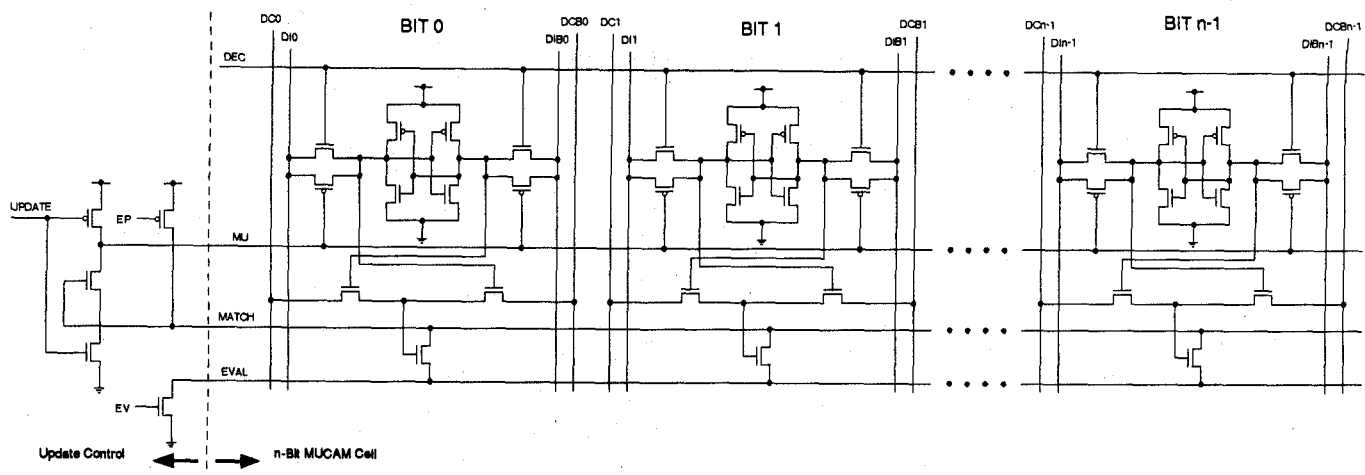 DC0 BIT 0 DCB0 DC1 BIT 1 DCB1 DCn-1 BIT n-1 DCBn-1
DI0 DIB0 DI1 DIB1 DIn-1 DIBn-1
DEC
UPDATE
EP
MU
MATCH
EVAL
EV
Update Control n-Bit MUCAM Cell